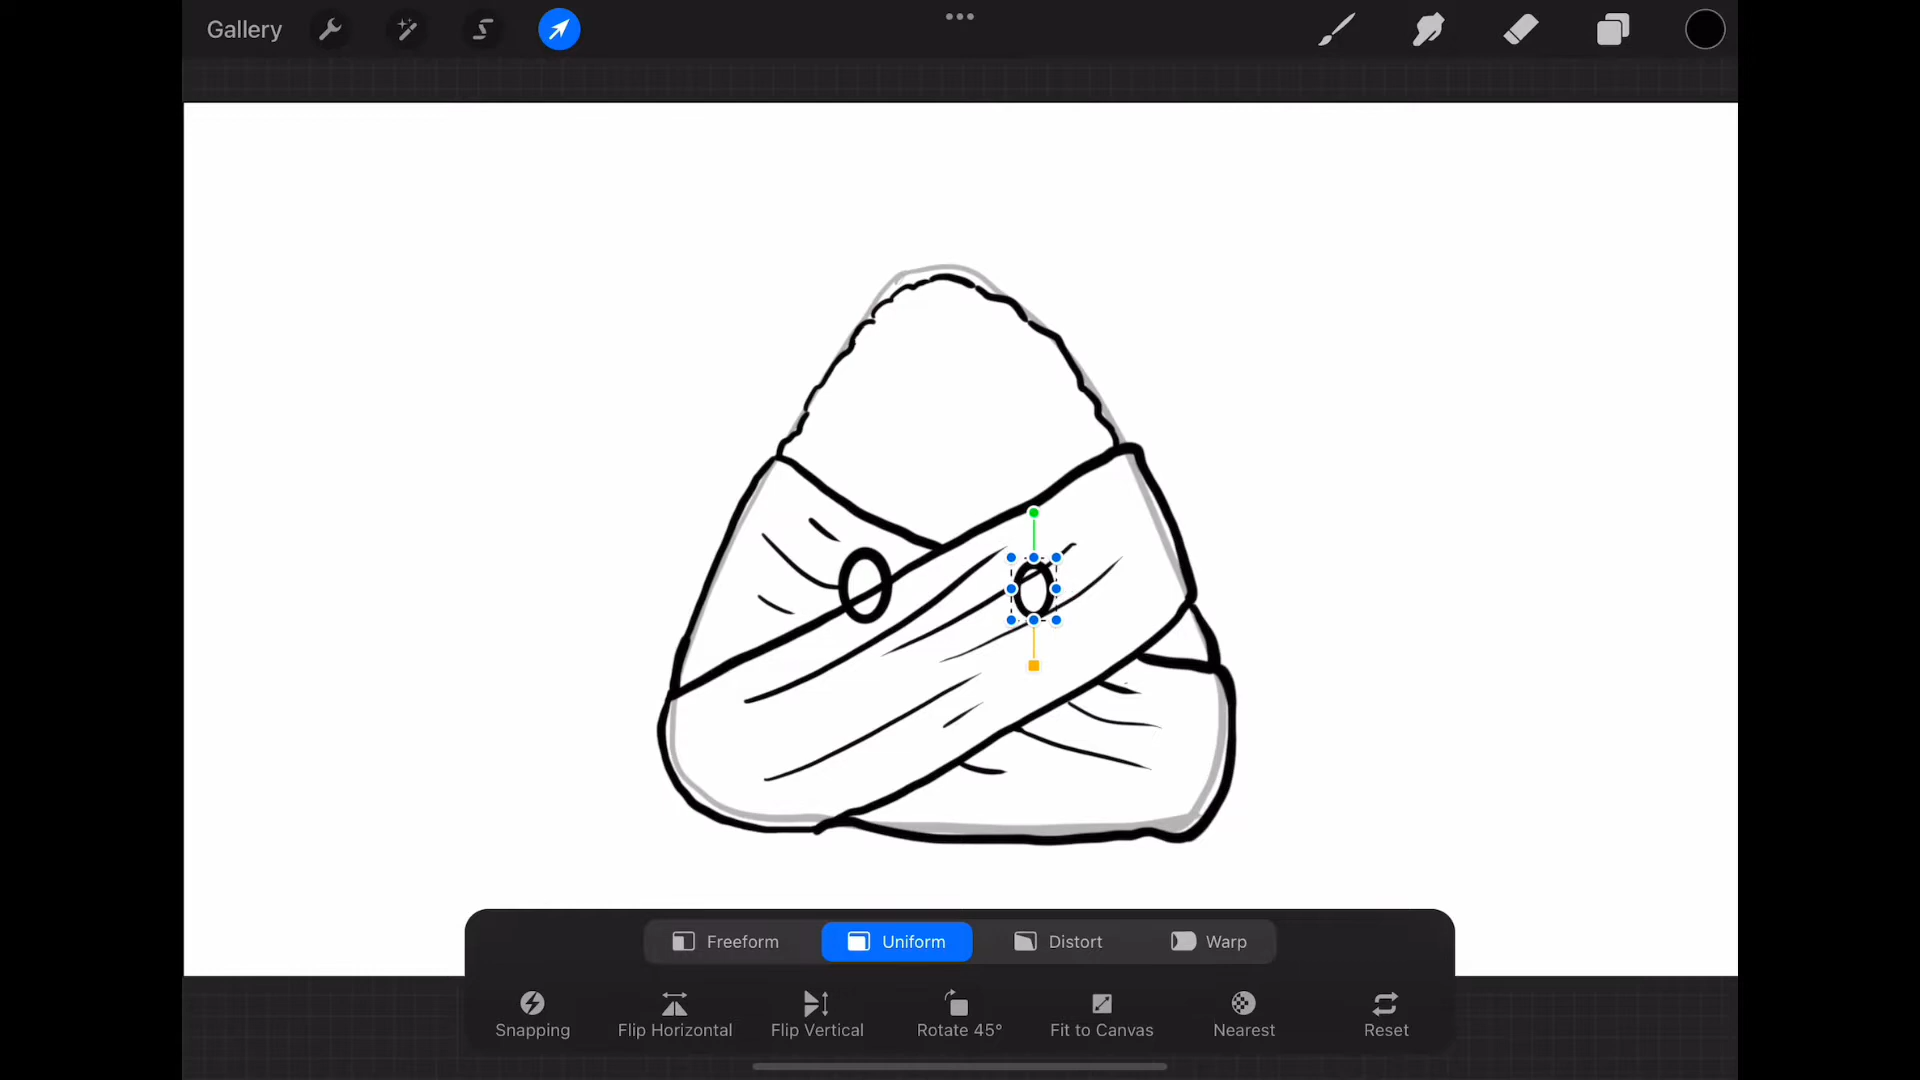 Gallery
Freeform Uniform Distort Warp
Snapping Flip Horizontal Flip Vertical Rotate 45° Fit to Canvas Nearest Reset